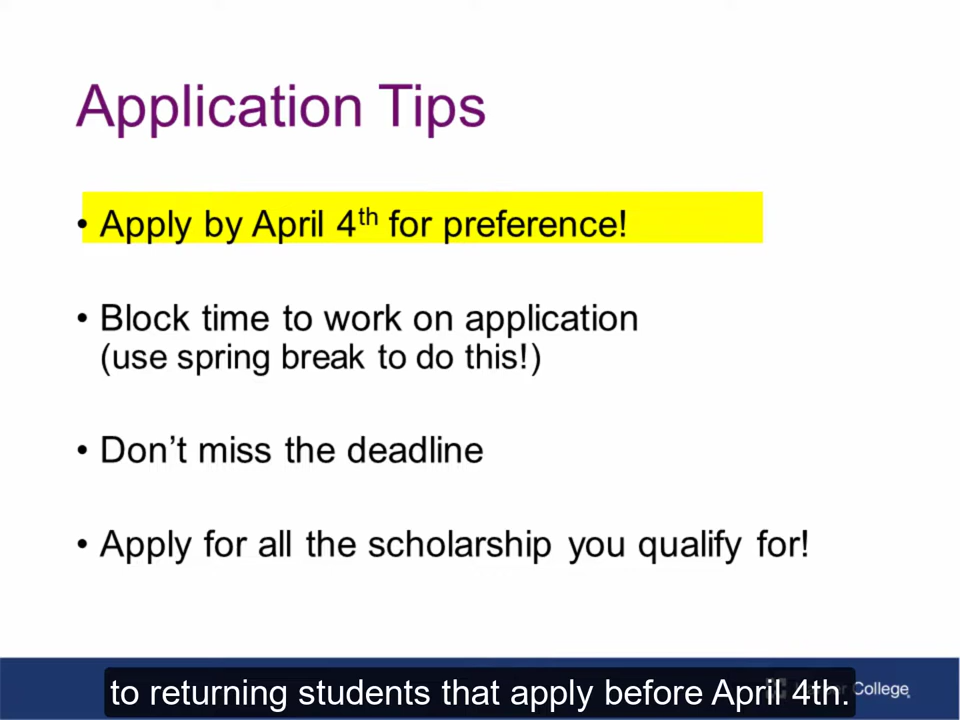 Application Tips
• Apply by April 4th for preference!
• Block time to work on application
(use spring break to do this!)
• Don't miss the deadline
• Apply for all the scholarship you qualify for!
to returning students that apply before April 4th.
College